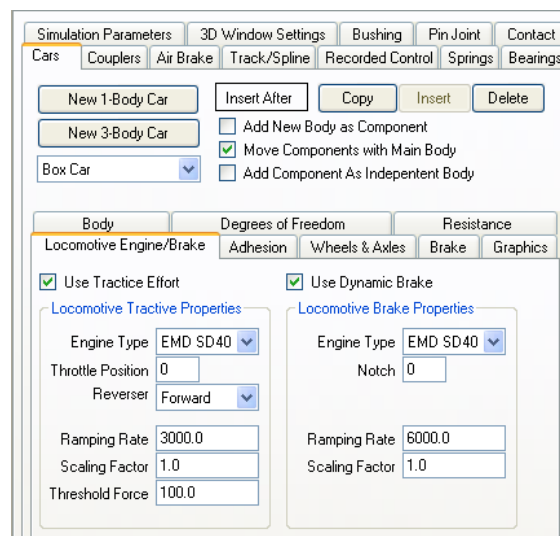 Simulation Parameters 3D Window Settings Bushing Pin Joint Contact
Cars Couplers Air Brake Track/Spline Recorded Control Springs Bearings
New 1-Body Car Insert After Copy Insert Delete
New 3-Body Car Add New Body as Component
Move Components with Main Body
Box Car Add Component As Indepentent Body
Body Degrees of Freedom Resistance
Locomotive Engine/Brake Adhesion Wheels & Axles Brake Graphics
Use Tractice Effort Use Dynamic Brake
Locomotive Tractive Properties Locomotive Brake Properties
Engine Type EMD SD40 Engine Type EMD SD40
Throttle Position 0 Notch 0
Reverser Forward
Ramping Rate 3000.0 Ramping Rate 6000.0
Scaling Factor 1.0 Scaling Factor 1.0
Threshold Force 100.0